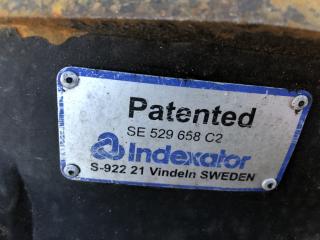 Patented
SE 529 658 C2
Indexator
S-922 21 Vindeln SWEDEN